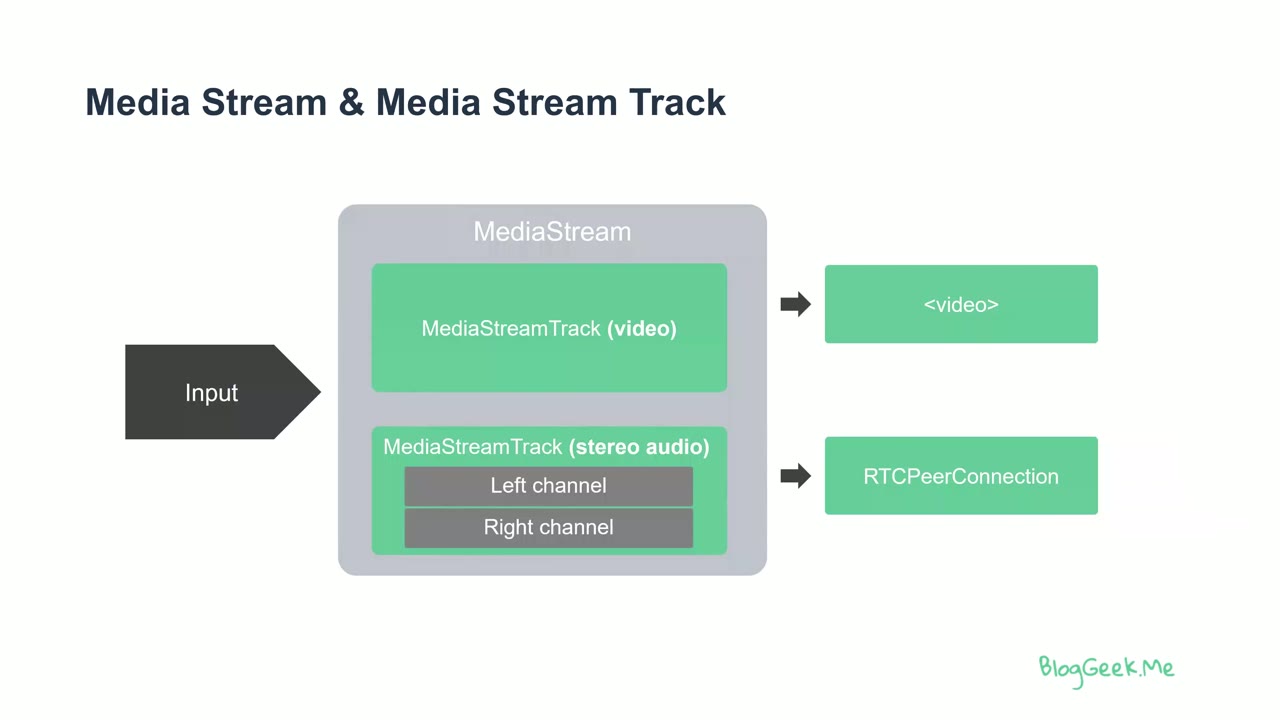 Media Stream & Media Stream Track
MediaStream
MediaStreamTrack (video)
<video>
Input
MediaStreamTrack (stereo audio)
Left channel
Right channel
RTCPeerConnection
BlogGeek.Me